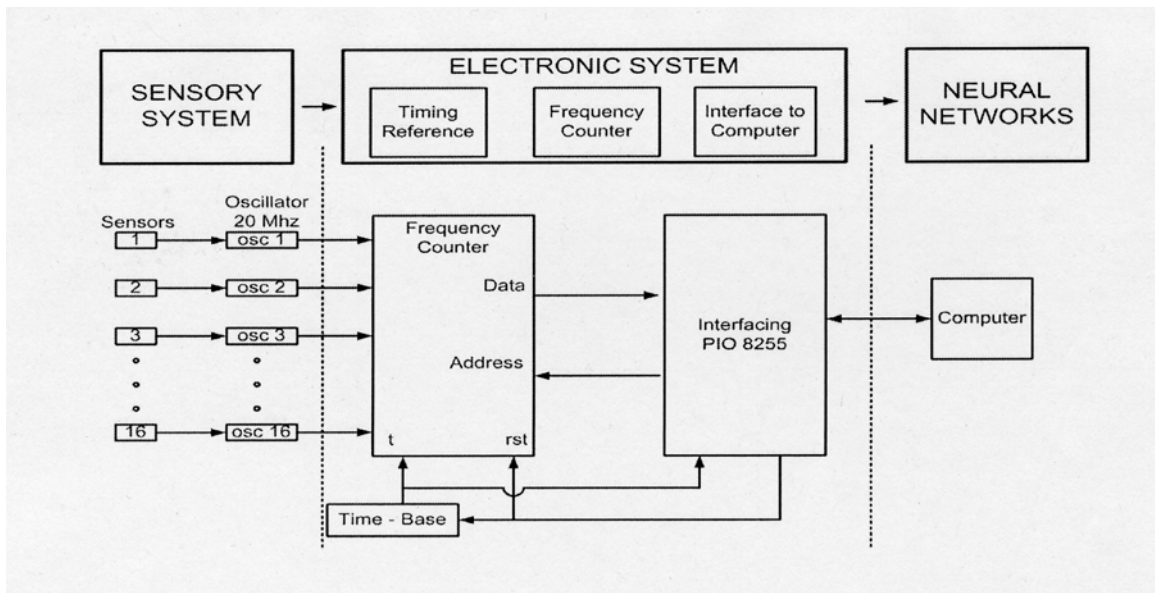 SENSORY
SYSTEM
ELECTRONIC SYSTEM
Timing
Reference
Frequency
Counter
Interface to
Computer
NEURAL
NETWORKS
Sensors
Oscillator
20 Mhz
1
osc 1
2
osc 2
3
osc 3
16
osc 16
Frequency
Counter
Data
Address
t
rst
Interfacing
PIO 8255
Computer
Time - Base